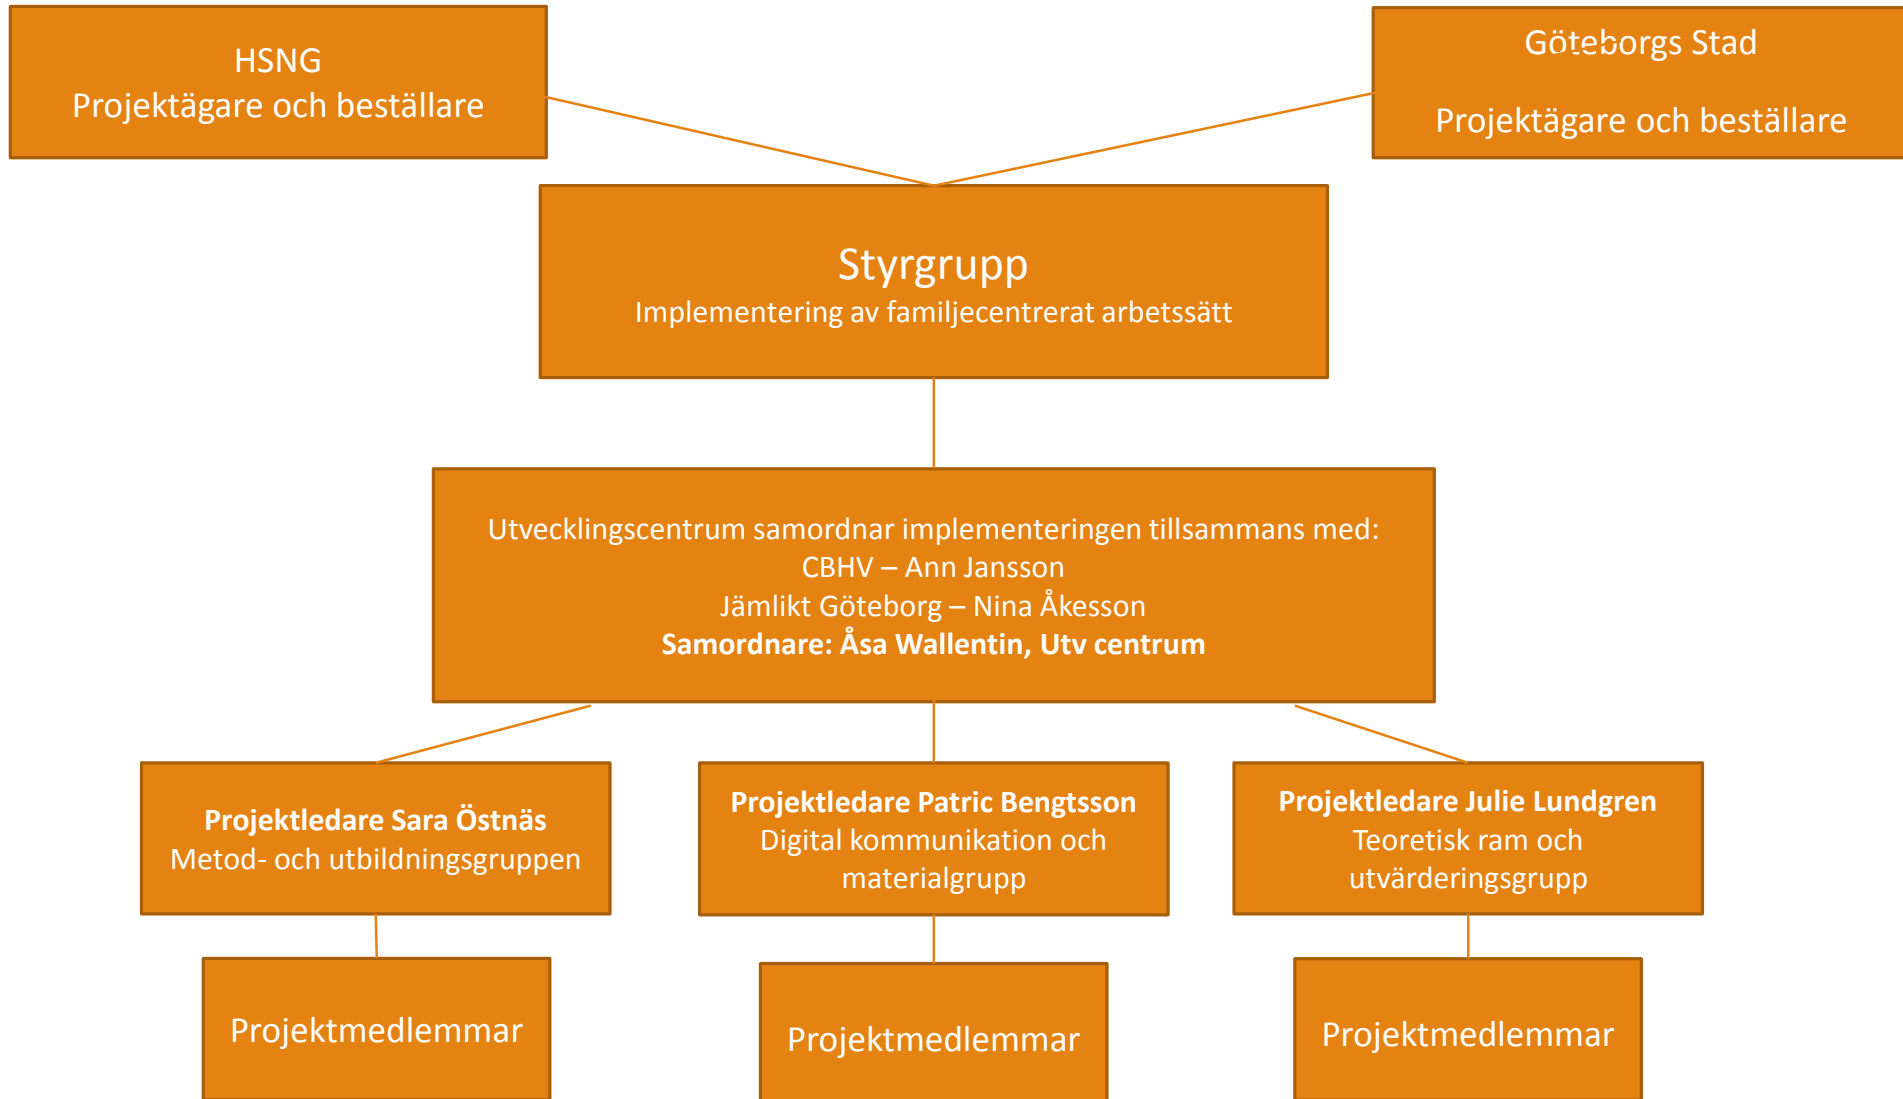 HSNG
Projektägare och beställare
Göteborgs Stad
Projektägare och beställare
Styrgrupp
Implementering av familjecentrerat arbetssätt
Utvecklingscentrum samordnar implementeringen tillsammans med:
CBHV – Ann Jansson
Jämlikt Göteborg – Nina Åkesson
Samordnare: Åsa Wallentin, Utv centrum
Projektledare Sara Östnäs
Metod- och utbildningsgruppen
Projektledare Patric Bengtsson
Digital kommunikation och
materialgrupp
Projektledare Julie Lundgren
Teoretisk ram och
utvärderingsgrupp
Projektmedlemmar
Projektmedlemmar
Projektmedlemmar